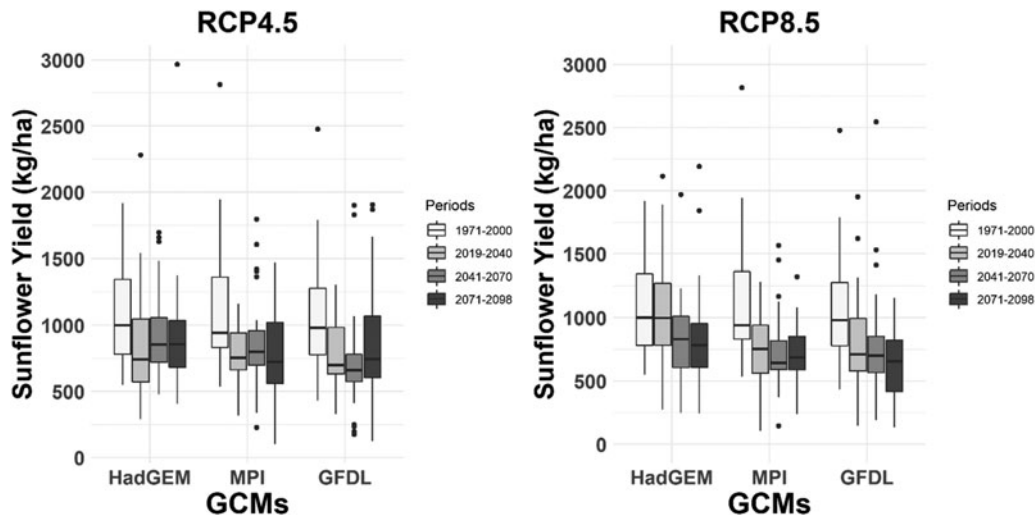 RCP4.5
Sunflower Yield (kg/ha)
3000
2500
2000
1500
1000
500
0
HadGEM MPI GFDL
GCMs
Periods
1971-2000
2019-2040
2041-2070
2071-2098
RCP8.5
Sunflower Yield (kg/ha)
3000
2500
2000
1500
1000
500
0
HadGEM MPI GFDL
GCMs
Periods
1971-2000
2019-2040
2041-2070
2071-2098